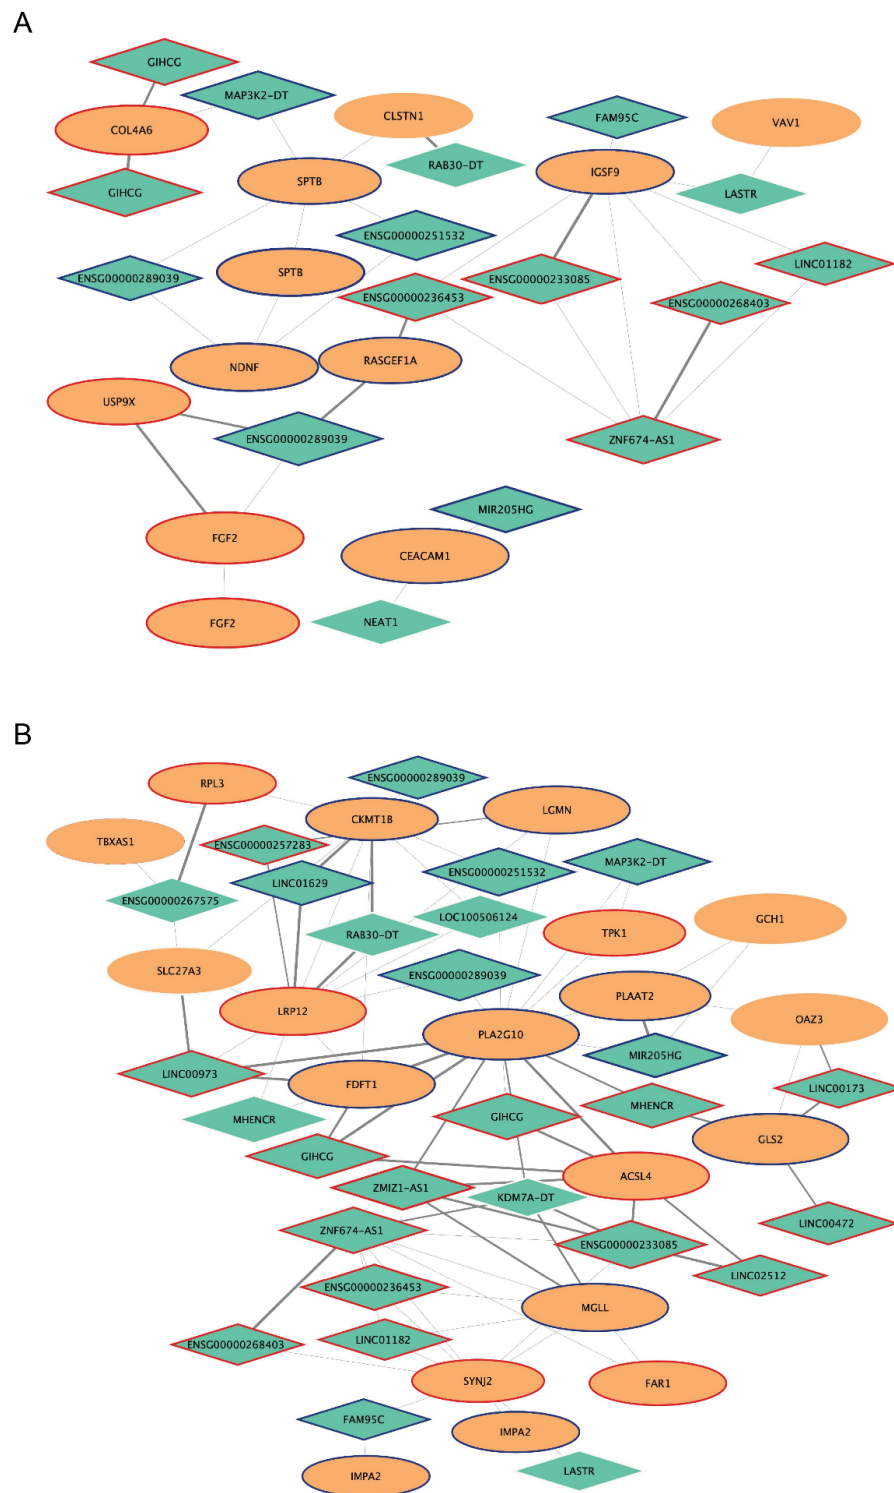 A
GIHCG
MAP3K2-DT
CLSTN1
FAM95C
VAV1
COL4A6
RAB30-DT
GIHCG
SPTB
IGSF9
LASTR
ENSG00000251532
ENSG00000289039
SPTB
ENSG00000233085
LINC01182
ENSG00000236453
ENSG00000268403
NDNF
RASGEF1A
USP9X
ENSG00000289039
ZNF674-AS1
MIR205HG
FGF2
CEACAM1
FGF2
NEAT1
B
ENSG00000289039
RPL3
LGMN
CKMT1B
TBXAS1
ENSG00000257283
MAP3K2-DT
LINC01629
ENSG00000251532
ENSG00000267575
LOC100506124
GCH1
RAB30-DT
TPK1
SLC27A3
ENSG00000289039
PLAAT2
LRP12
OAZ3
PLA2G10
MIR205HG
LINC00973
FDFT1
LINC00173
MHENCR
MHENCR
GIHCG
GLS2
GIHCG
ACSL4
ZMIZ1-AS1
KDM7A-DT
LINC00472
ZNF674-AS1
ENSG00000233085
LINC02512
ENSG00000236453
MGLL
LINC01182
ENSG00000268403
SYNJ2
FAR1
FAM95C
IMPA2
IMPA2
LASTR